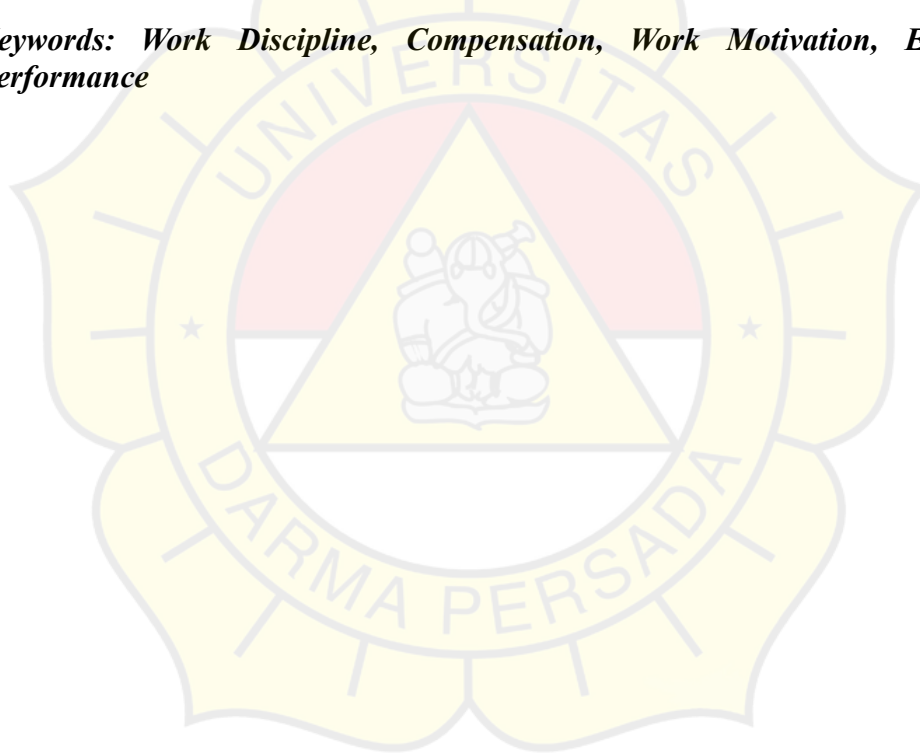 eywords: Work Discipline, Compensation, Work Motivation, E
erformance
UNIVERSITAS
DARMA PERSADA